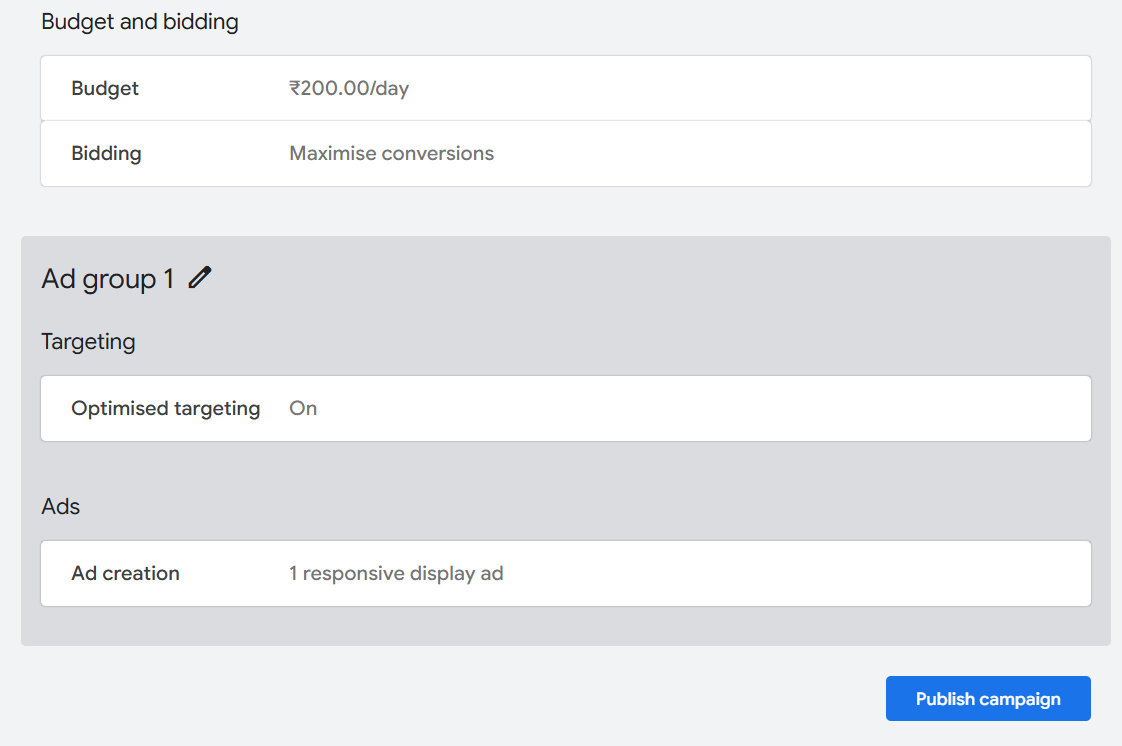 Budget and bidding
Budget ₹200.00/day
Bidding Maximise conversions
Ad group 1
Targeting
Optimised targeting On
Ads
Ad creation 1 responsive display ad
Publish campaign